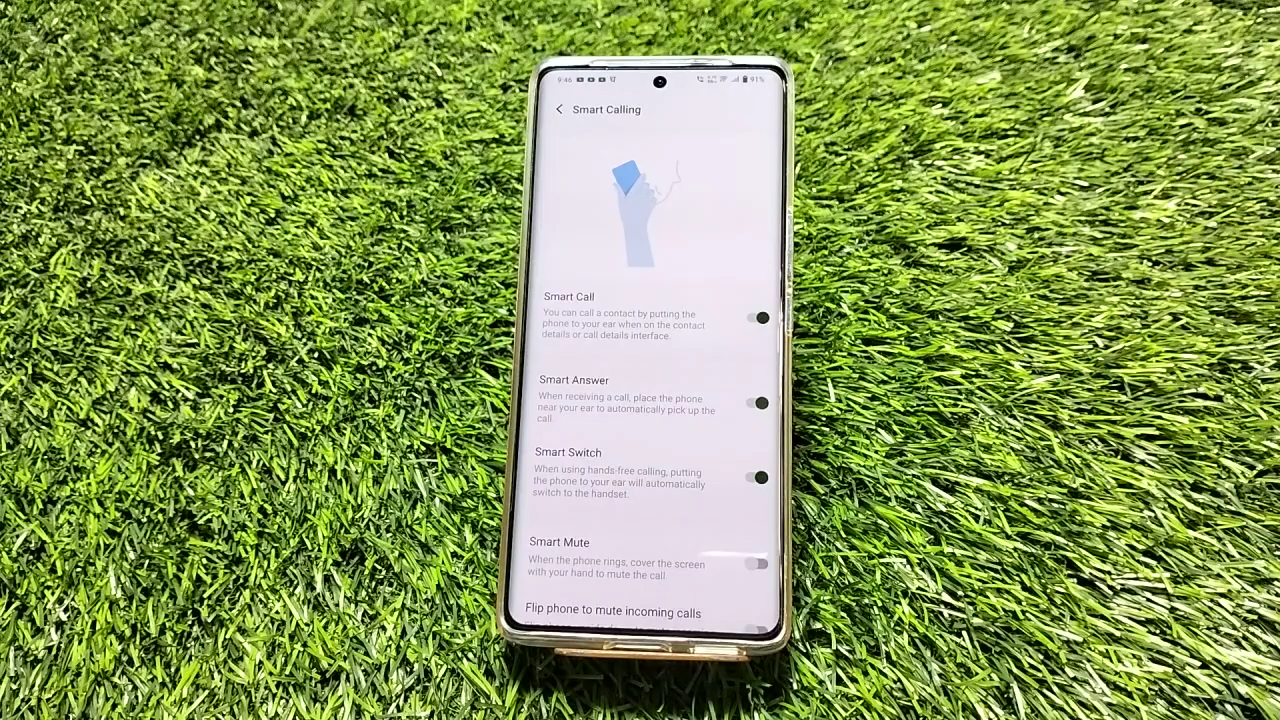 9:46
91%
Smart Calling
Smart Call
You can call a contact by putting the
phone to your ear when on the contact
details or call details interface.
Smart Answer
When receiving a call, place the phone
near your ear to automatically pick up the
call.
Smart Switch
When using hands-free calling, putting
the phone to your ear will automatically
switch to the handset.
Smart Mute
When the phone rings, cover the screen
with your hand to mute the call.
Flip phone to mute incoming calls